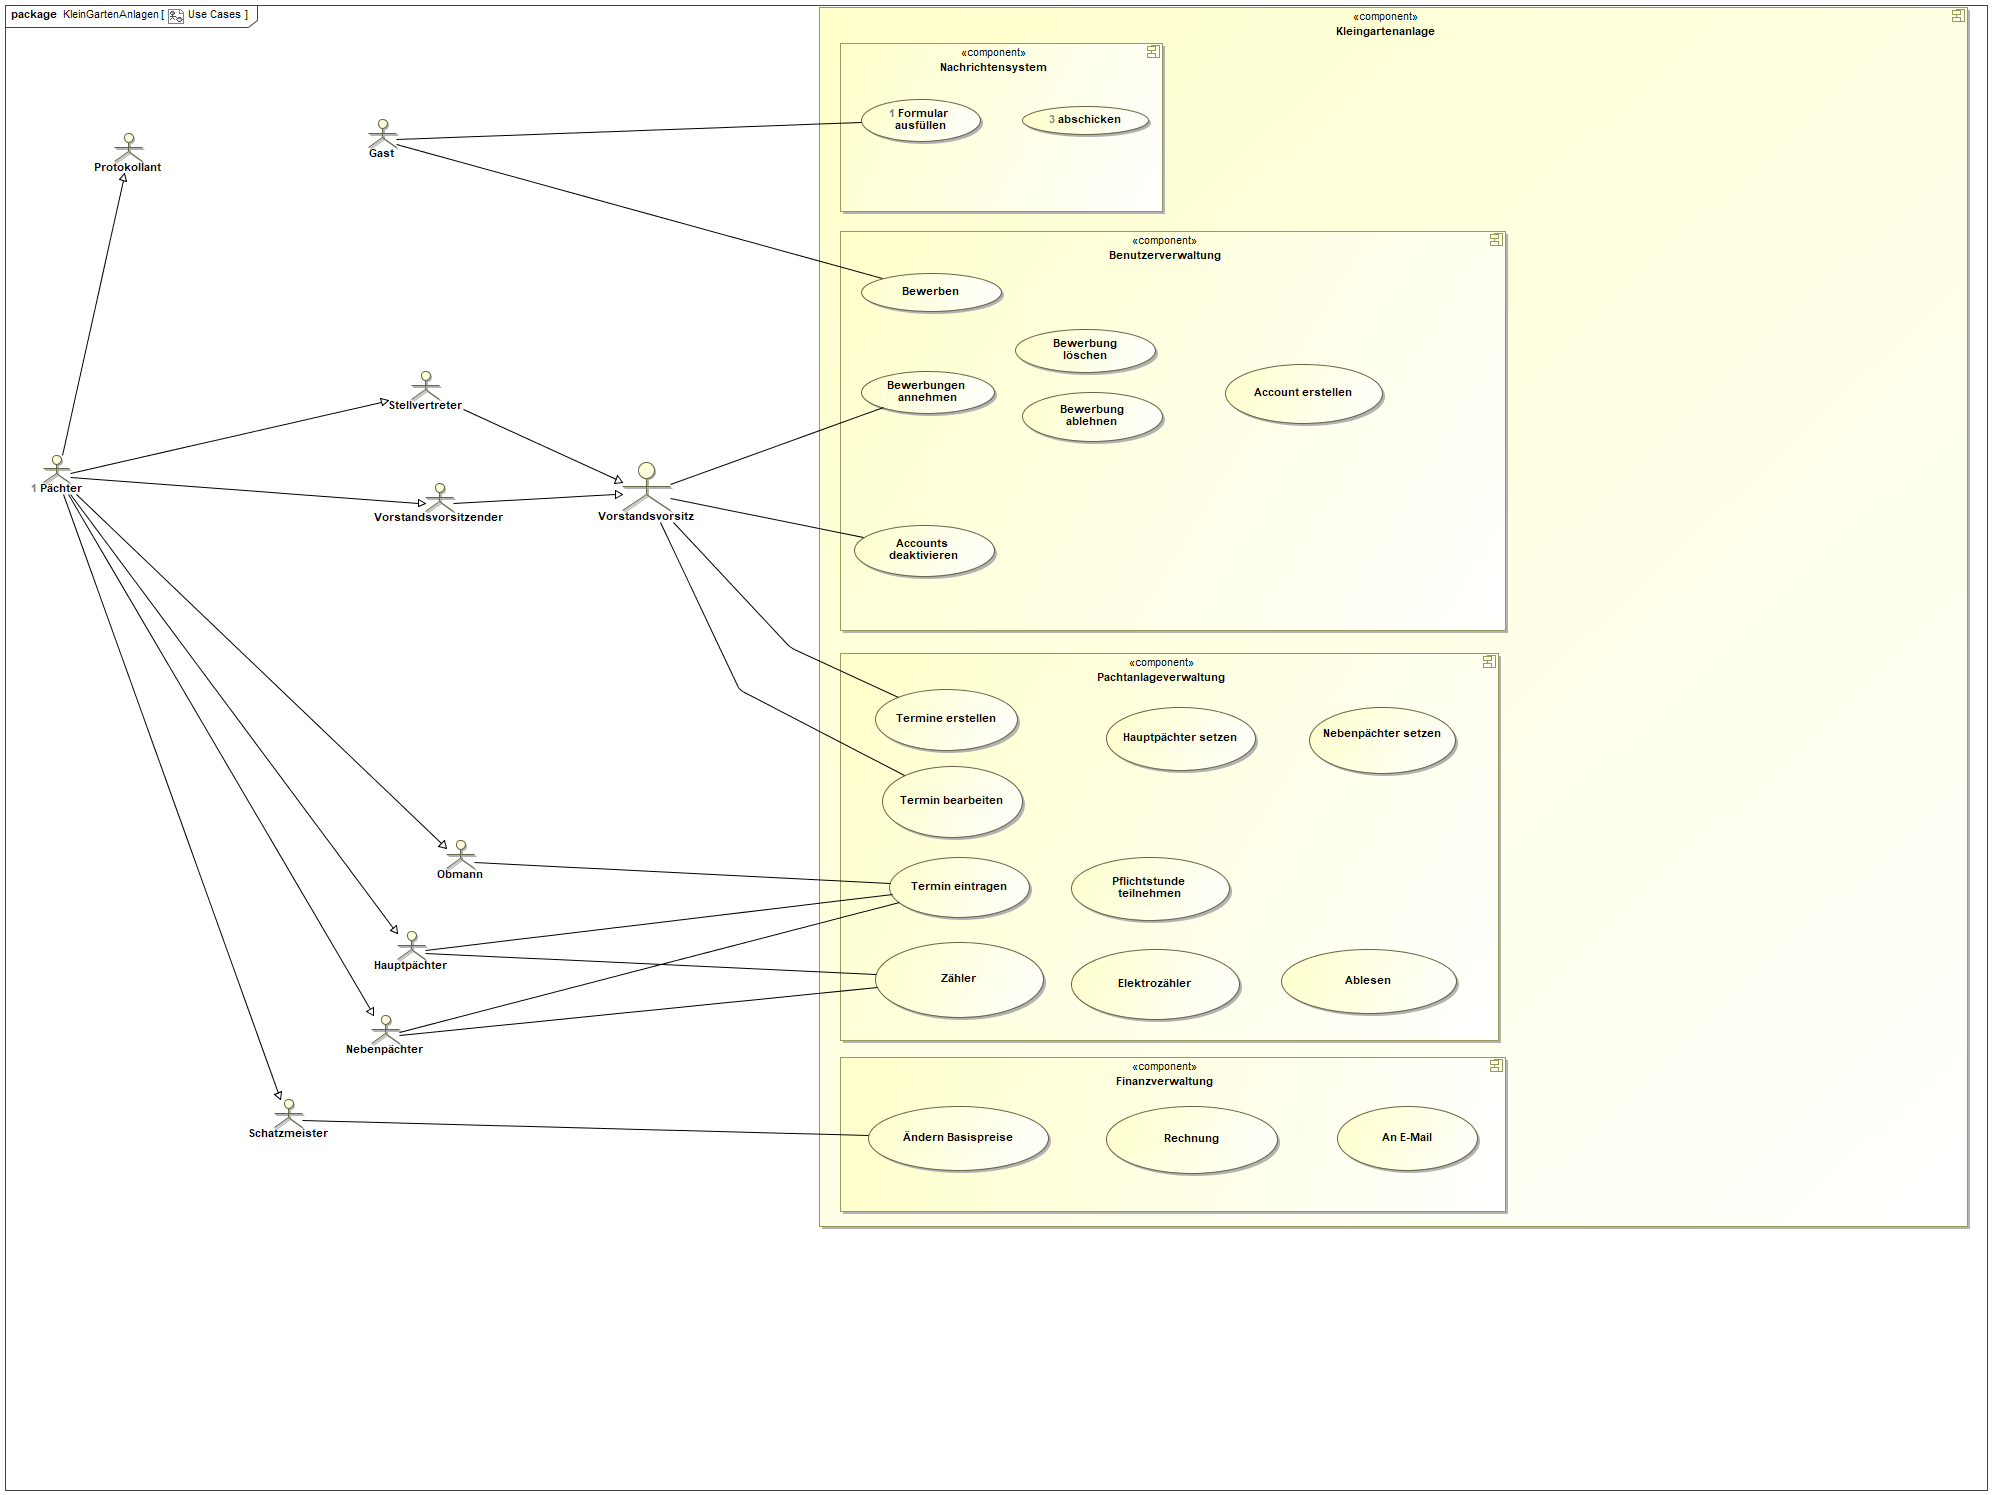 package KleinGartenAnlagen [ Use Cases ]
«component»
Kleingartenanlage
«component»
Nachrichtensystem
1 Formular
ausfüllen
3 abschicken
Gast
Protokollant
«component»
Benutzerverwaltung
Bewerben
Bewerbung
löschen
Bewerbungen
annehmen
Bewerbung
ablehnen
Account erstellen
Stellvertreter
1 Pächter
Vorstandsvorsitzender
Vorstandsvorsitz
Accounts
deaktivieren
«component»
Pachtanlageverwaltung
Termine erstellen
Hauptpächter setzen
Nebenpächter setzen
Termin bearbeiten
Obmann
Termin eintragen
Pflichtstunde
teilnehmen
Hauptpächter
Zähler
Elektrozähler
Ablesen
Nebenpächter
«component»
Finanzverwaltung
Schatzmeister
Ändern Basispreise
Rechnung
An E-Mail